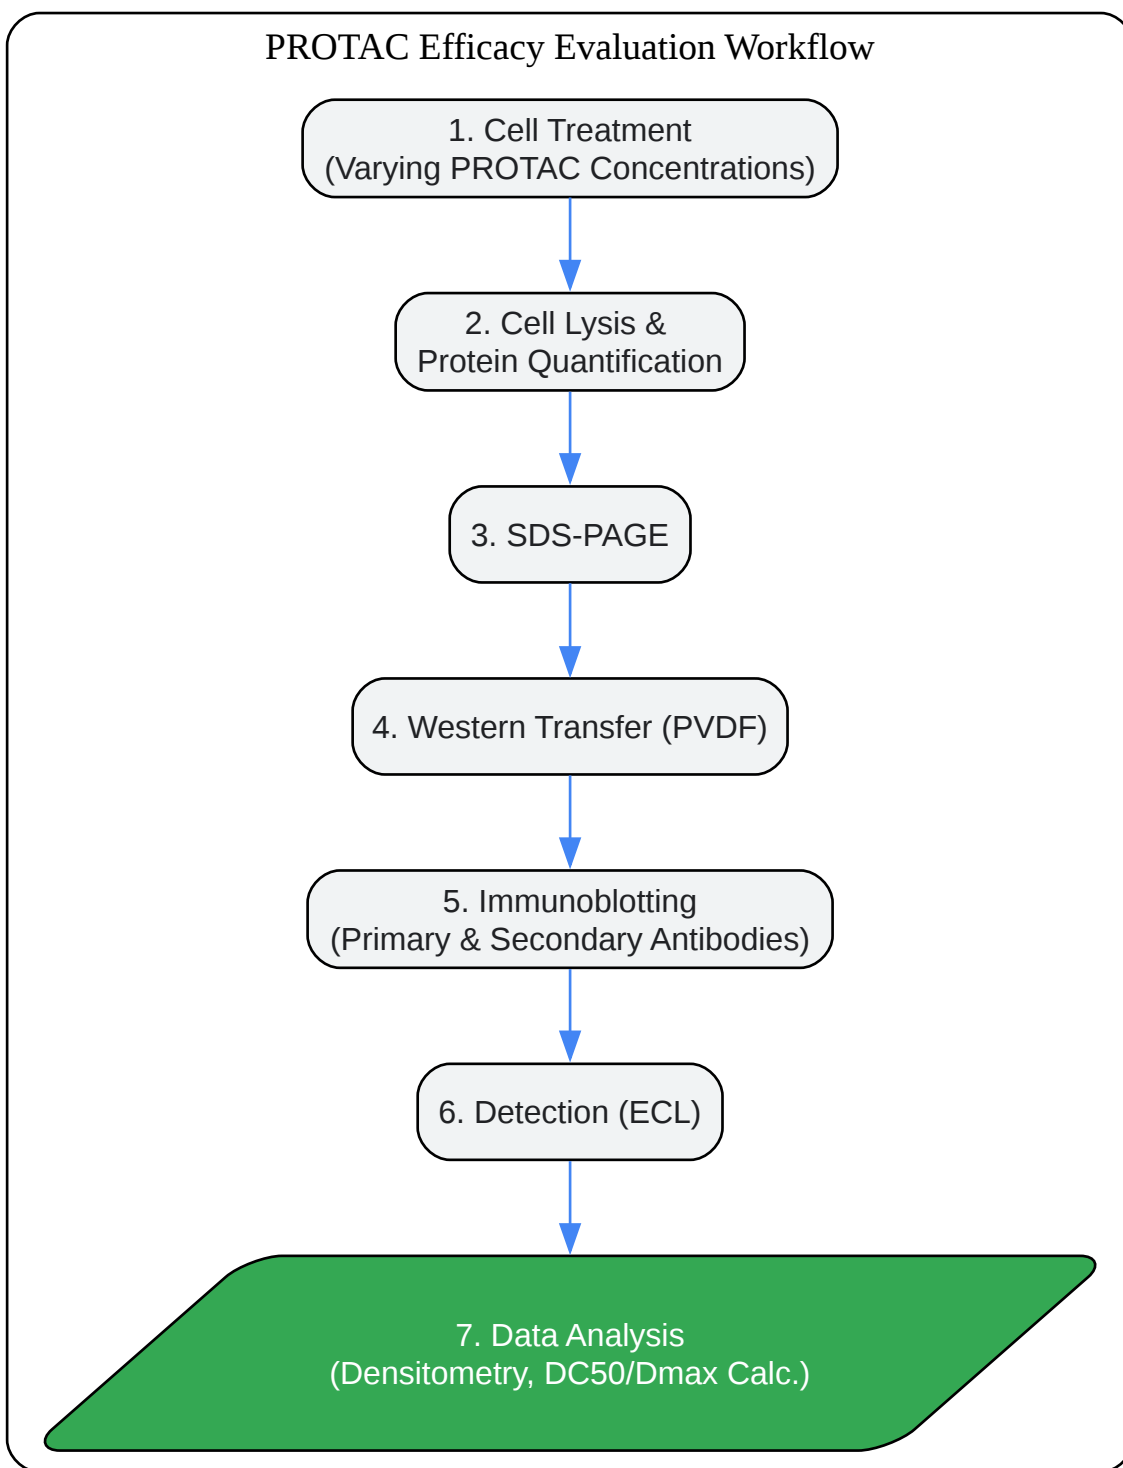 PROTAC Efficacy Evaluation Workflow
1. Cell Treatment
(Varying PROTAC Concentrations)
2. Cell Lysis &
Protein Quantification
3. SDS-PAGE
4. Western Transfer (PVDF)
5. Immunoblotting
(Primary & Secondary Antibodies)
6. Detection (ECL)
7. Data Analysis
(Densitometry, DC50/Dmax Calc.)